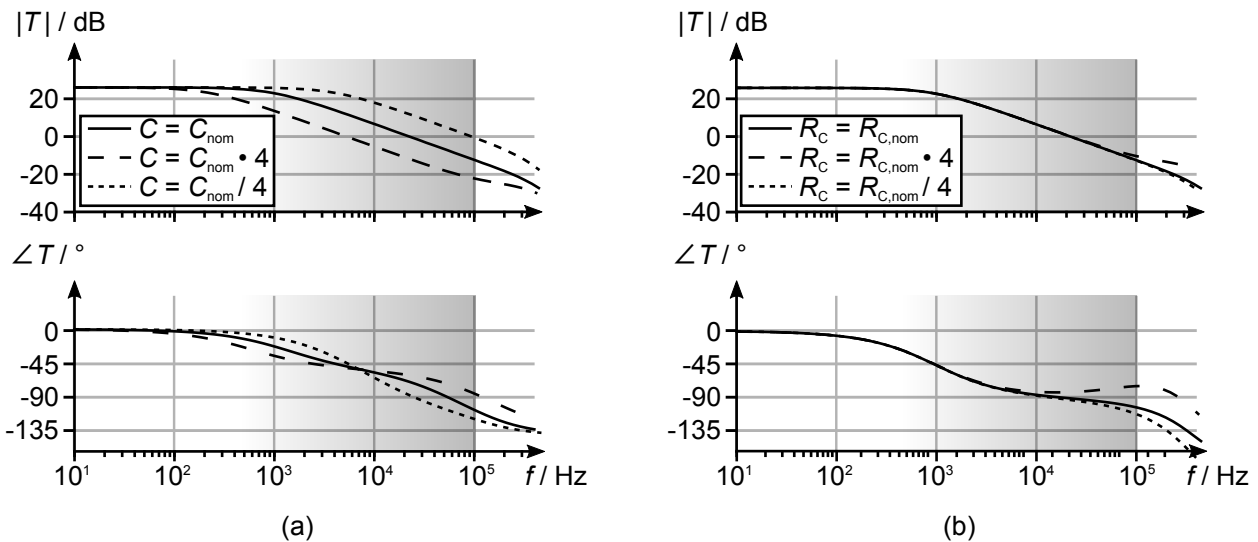 |T| / dB
20
0
-20
-40
C = Cnom
C = Cnom • 4
C = Cnom / 4
∠T / °
0
-45
-90
-135
10¹ 10² 10³ 10⁴ 10⁵ f / Hz
(a)
|T| / dB
20
0
-20
-40
RC = RC,nom
RC = RC,nom • 4
RC = RC,nom / 4
∠T / °
0
-45
-90
-135
10¹ 10² 10³ 10⁴ 10⁵ f / Hz
(b)